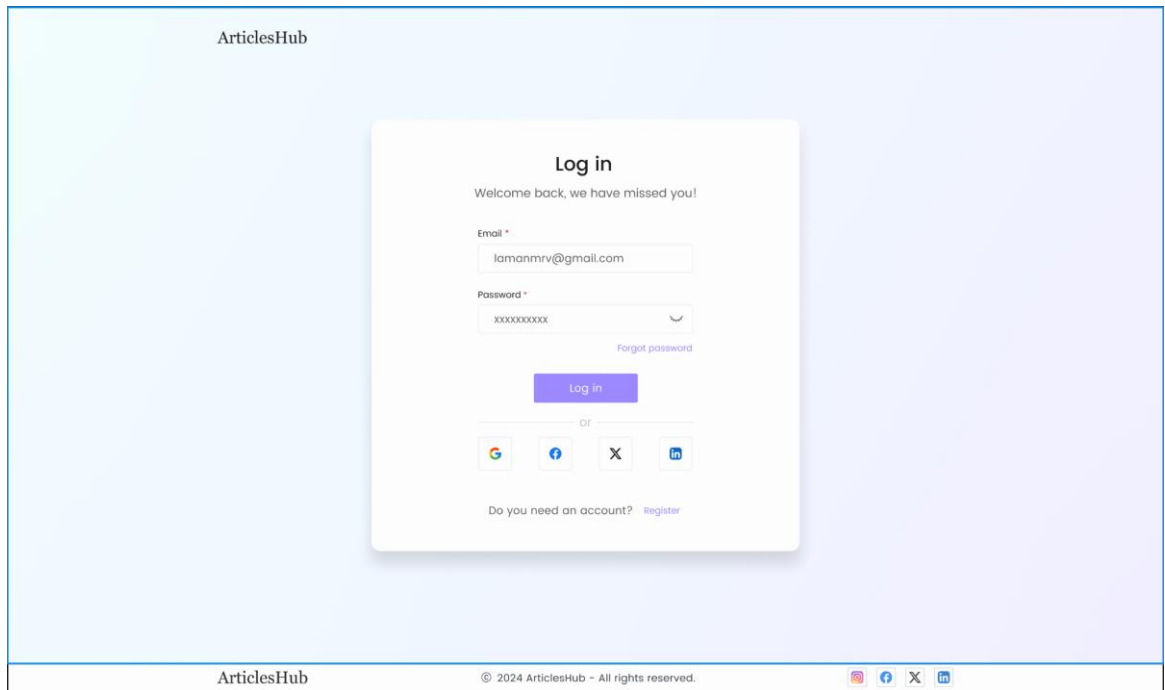 ArticlesHub
Log in
Welcome back, we have missed you!
Email *
lamanmrv@gmail.com
Password *
xxxxxxxxxx
Forgot password
Log in
or
Do you need an account? Register
ArticlesHub © 2024 ArticlesHub - All rights reserved.